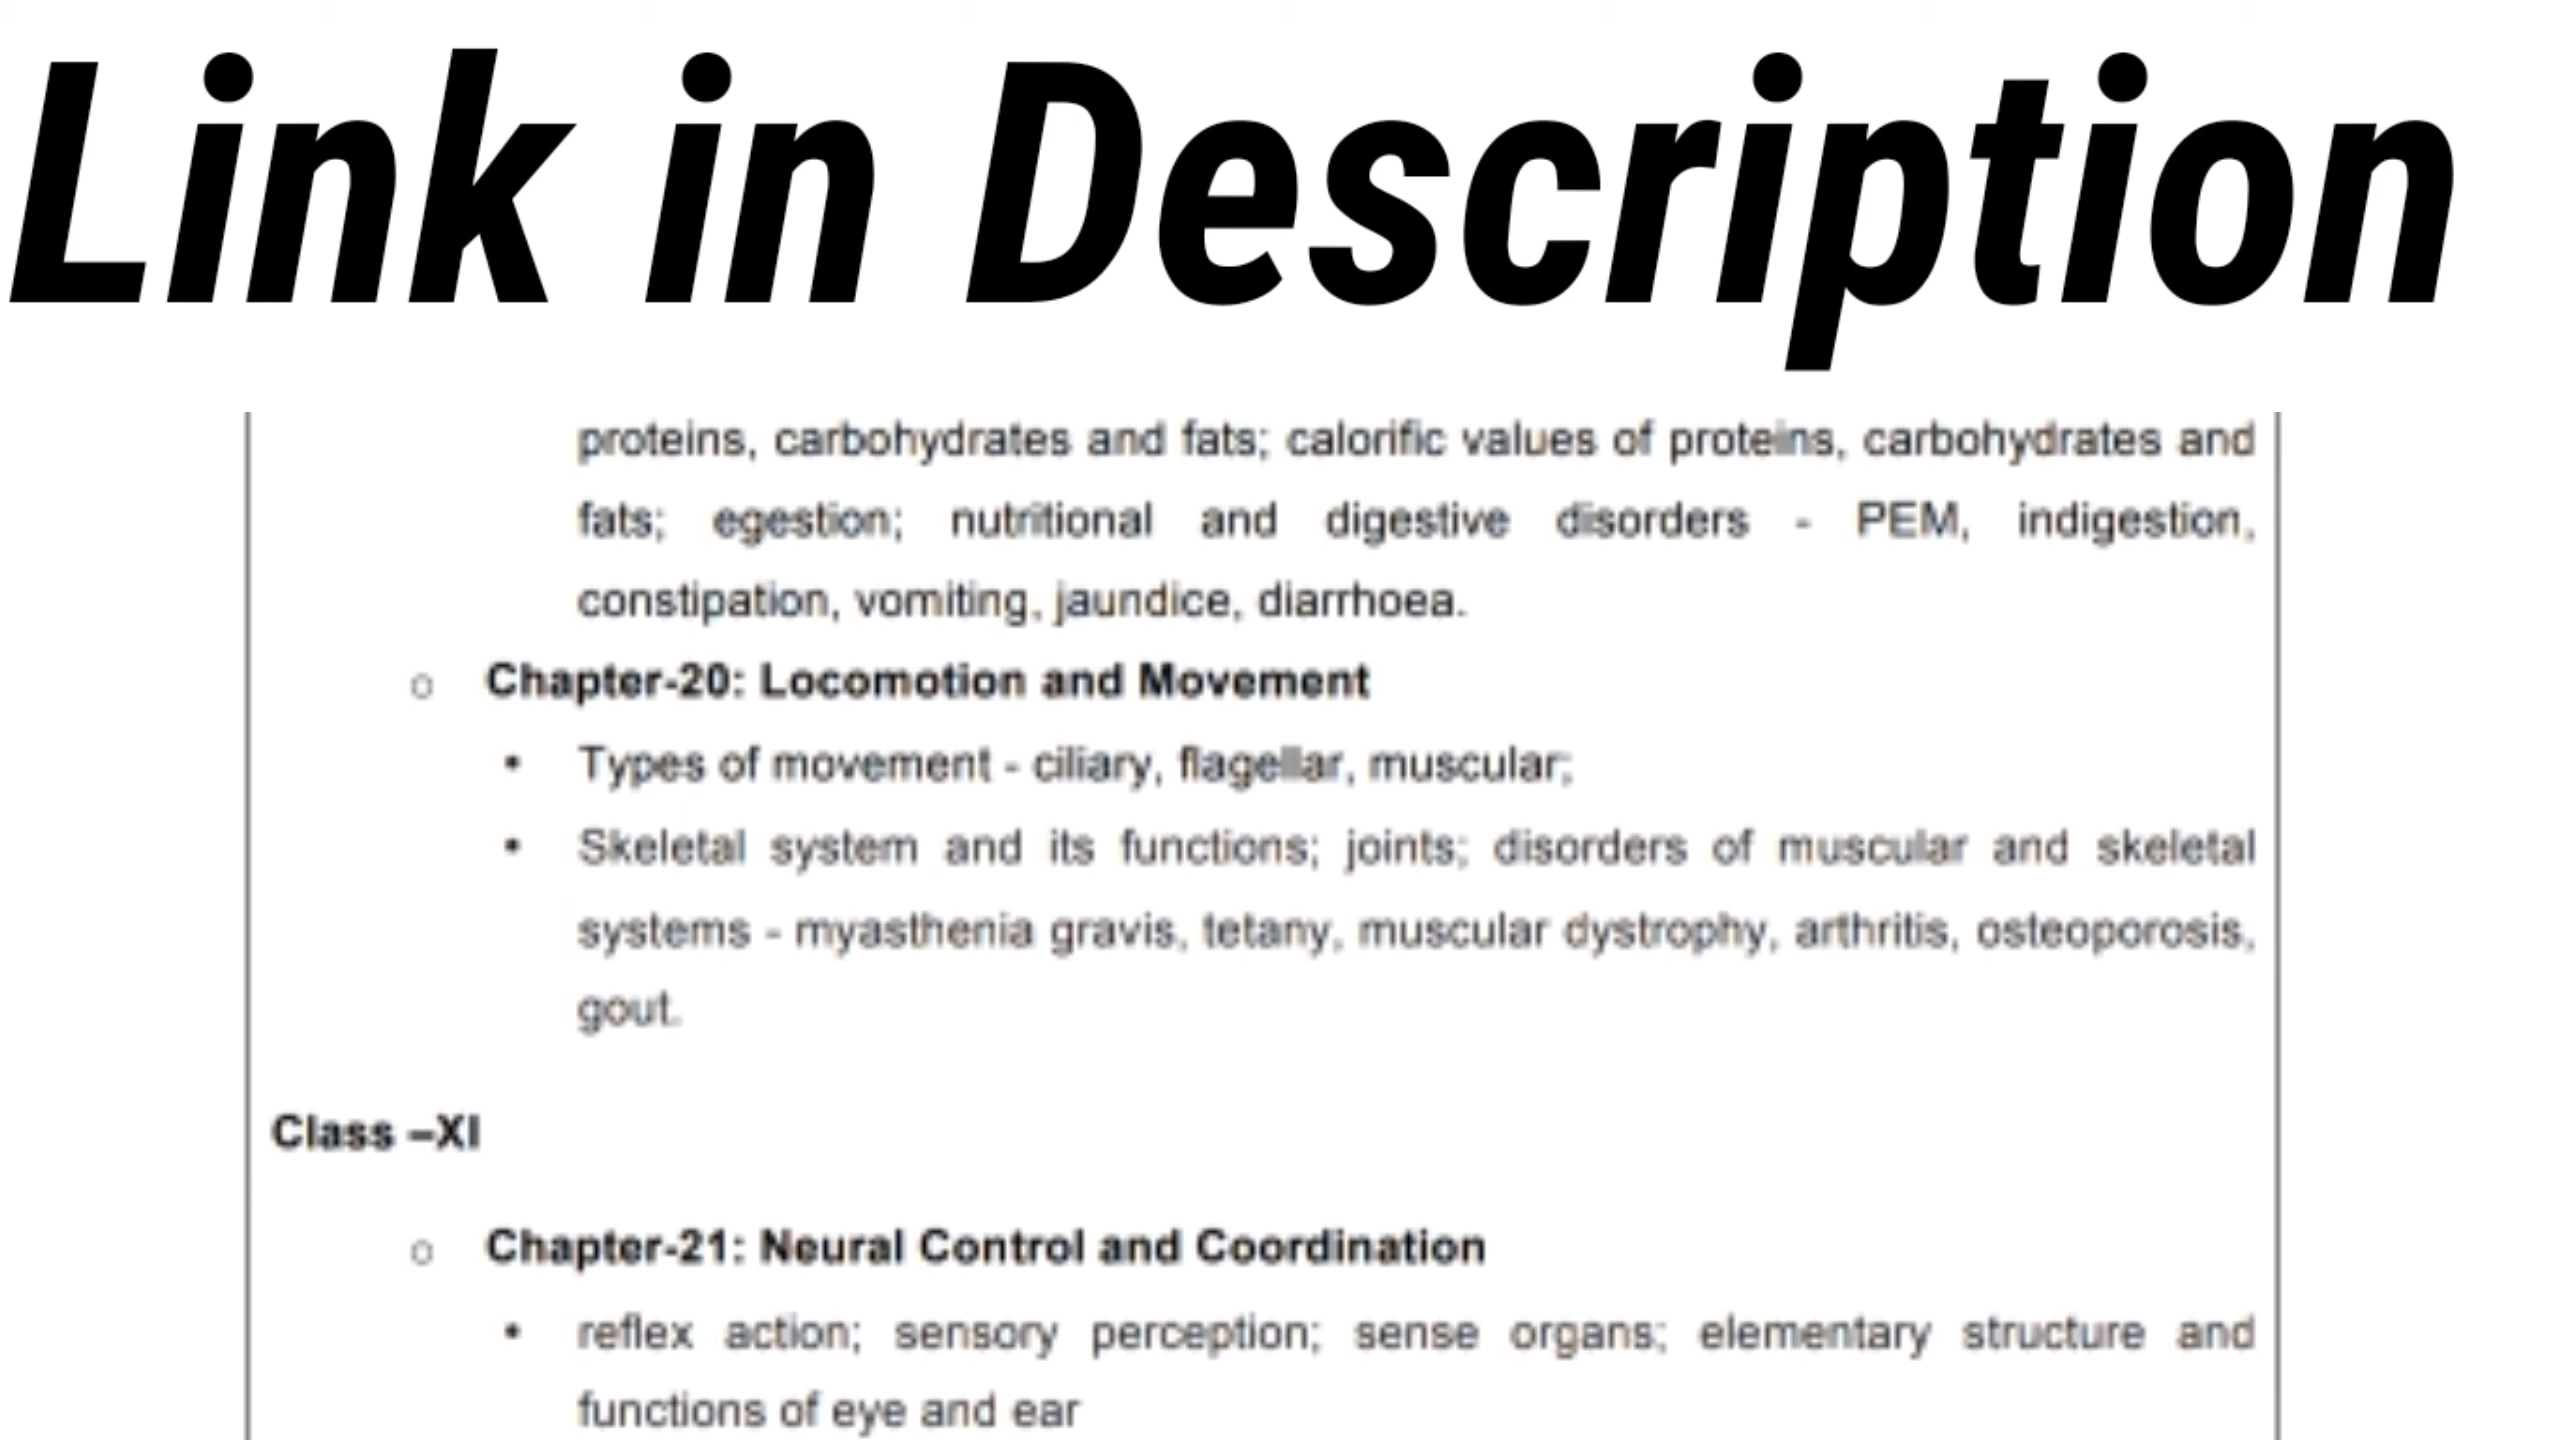 Link in Description
proteins, carbohydrates and fats; calorific values of proteins, carbohydrates and
fats; egestion; nutritional and digestive disorders - PEM, indigestion,
constipation, vomiting, jaundice, diarrhoea.
o Chapter-20: Locomotion and Movement
• Types of movement - ciliary, flagellar, muscular;
• Skeletal system and its functions; joints; disorders of muscular and skeletal
systems - myasthenia gravis, tetany, muscular dystrophy, arthritis, osteoporosis,
gout.
Class –XI
o Chapter-21: Neural Control and Coordination
• reflex action; sensory perception; sense organs; elementary structure and
functions of eye and ear